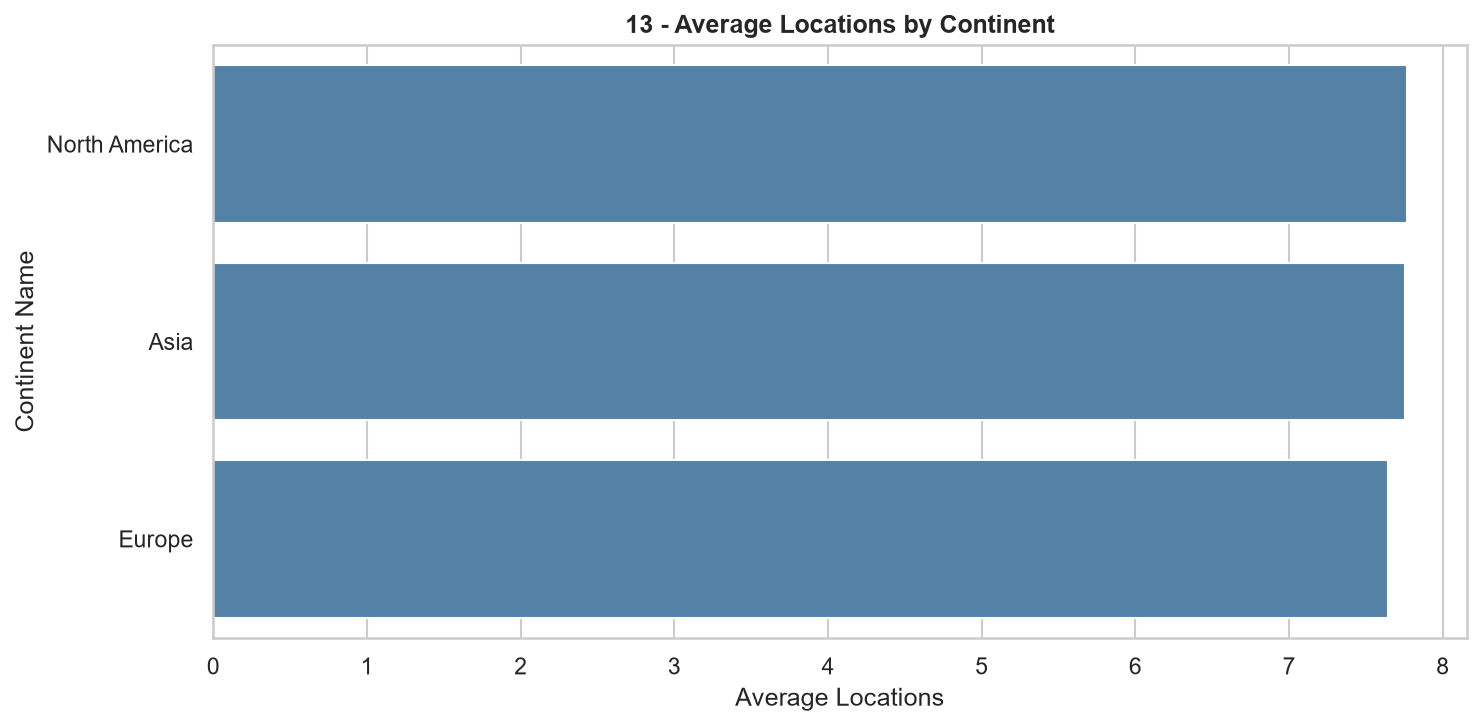 13 - Average Locations by Continent
Continent Name
North America
Asia
Europe
0 1 2 3 4 5 6 7 8
Average Locations